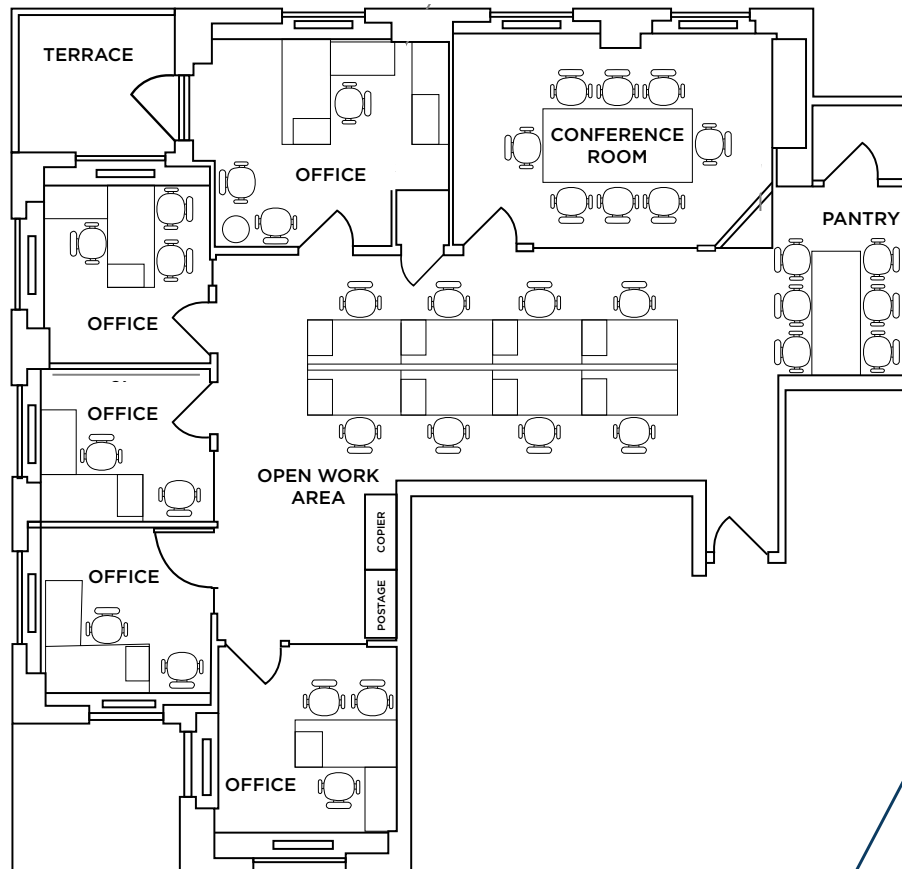 TERRACE
OFFICE
CONFERENCE
ROOM
PANTRY
OFFICE
OFFICE
OPEN WORK
AREA
COPIER
OFFICE
POSTAGE
OFFICE